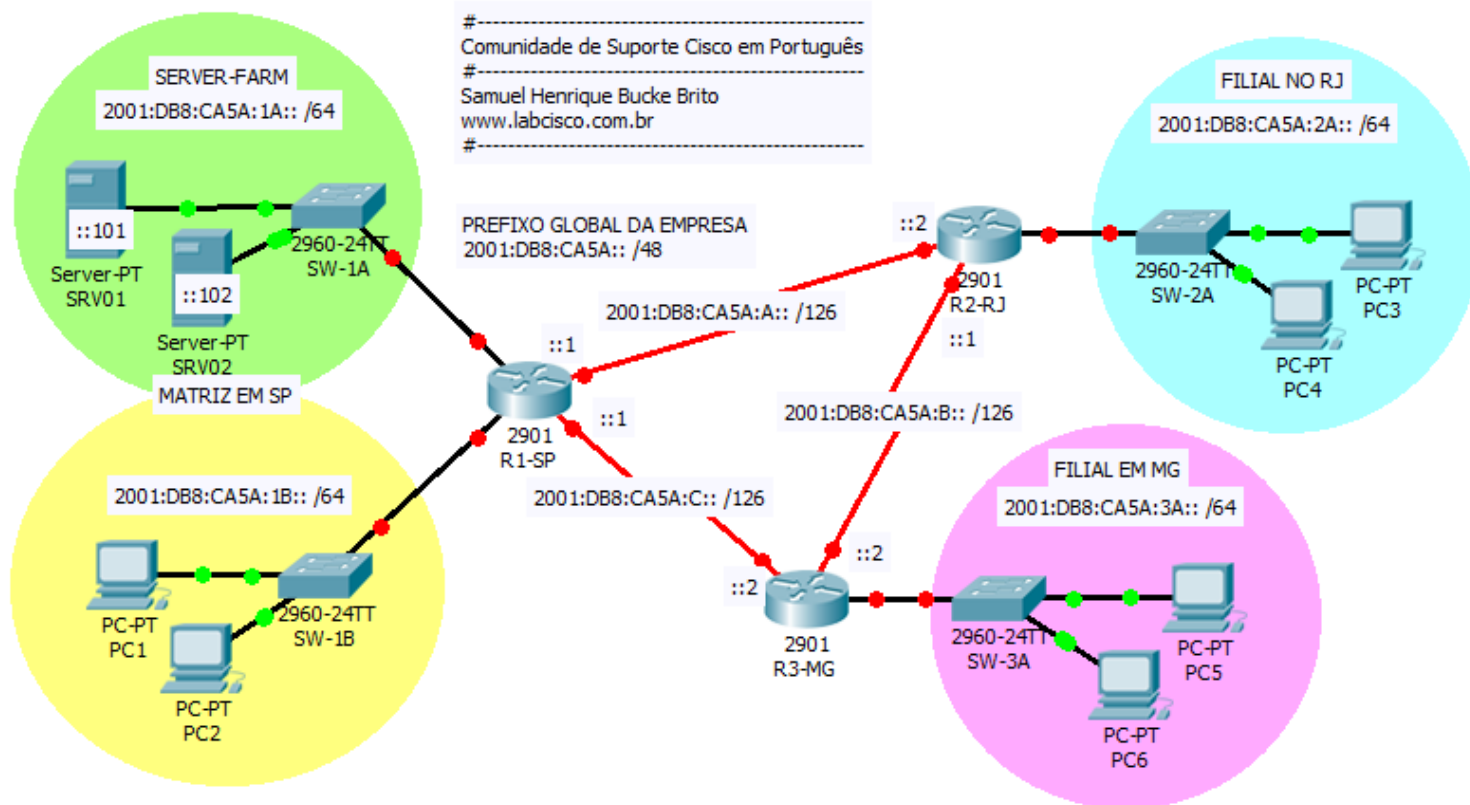 #--------------------------------------------------
Comunidade de Suporte Cisco em Português
#--------------------------------------------------
Samuel Henrique Bucke Brito
www.labcisco.com.br
#--------------------------------------------------
SERVER-FARM
2001:DB8:CA5A:1A:: /64
::101
Server-PT
SRV01
::102
Server-PT
SRV02
2960-24TT
SW-1A
PREFIXO GLOBAL DA EMPRESA
2001:DB8:CA5A:: /48
FILIAL NO RJ
2001:DB8:CA5A:2A:: /64
::2
2901
R2-RJ
::1
2960-24TT
SW-2A
PC-PT
PC3
PC-PT
PC4
2001:DB8:CA5A:A:: /126
::1
::1
2901
R1-SP
2001:DB8:CA5A:B:: /126
2001:DB8:CA5A:C:: /126
MATRIZ EM SP
2001:DB8:CA5A:1B:: /64
PC-PT
PC1
PC-PT
PC2
2960-24TT
SW-1B
::2
::2
2901
R3-MG
FILIAL EM MG
2001:DB8:CA5A:3A:: /64
2960-24TT
SW-3A
PC-PT
PC5
PC-PT
PC6